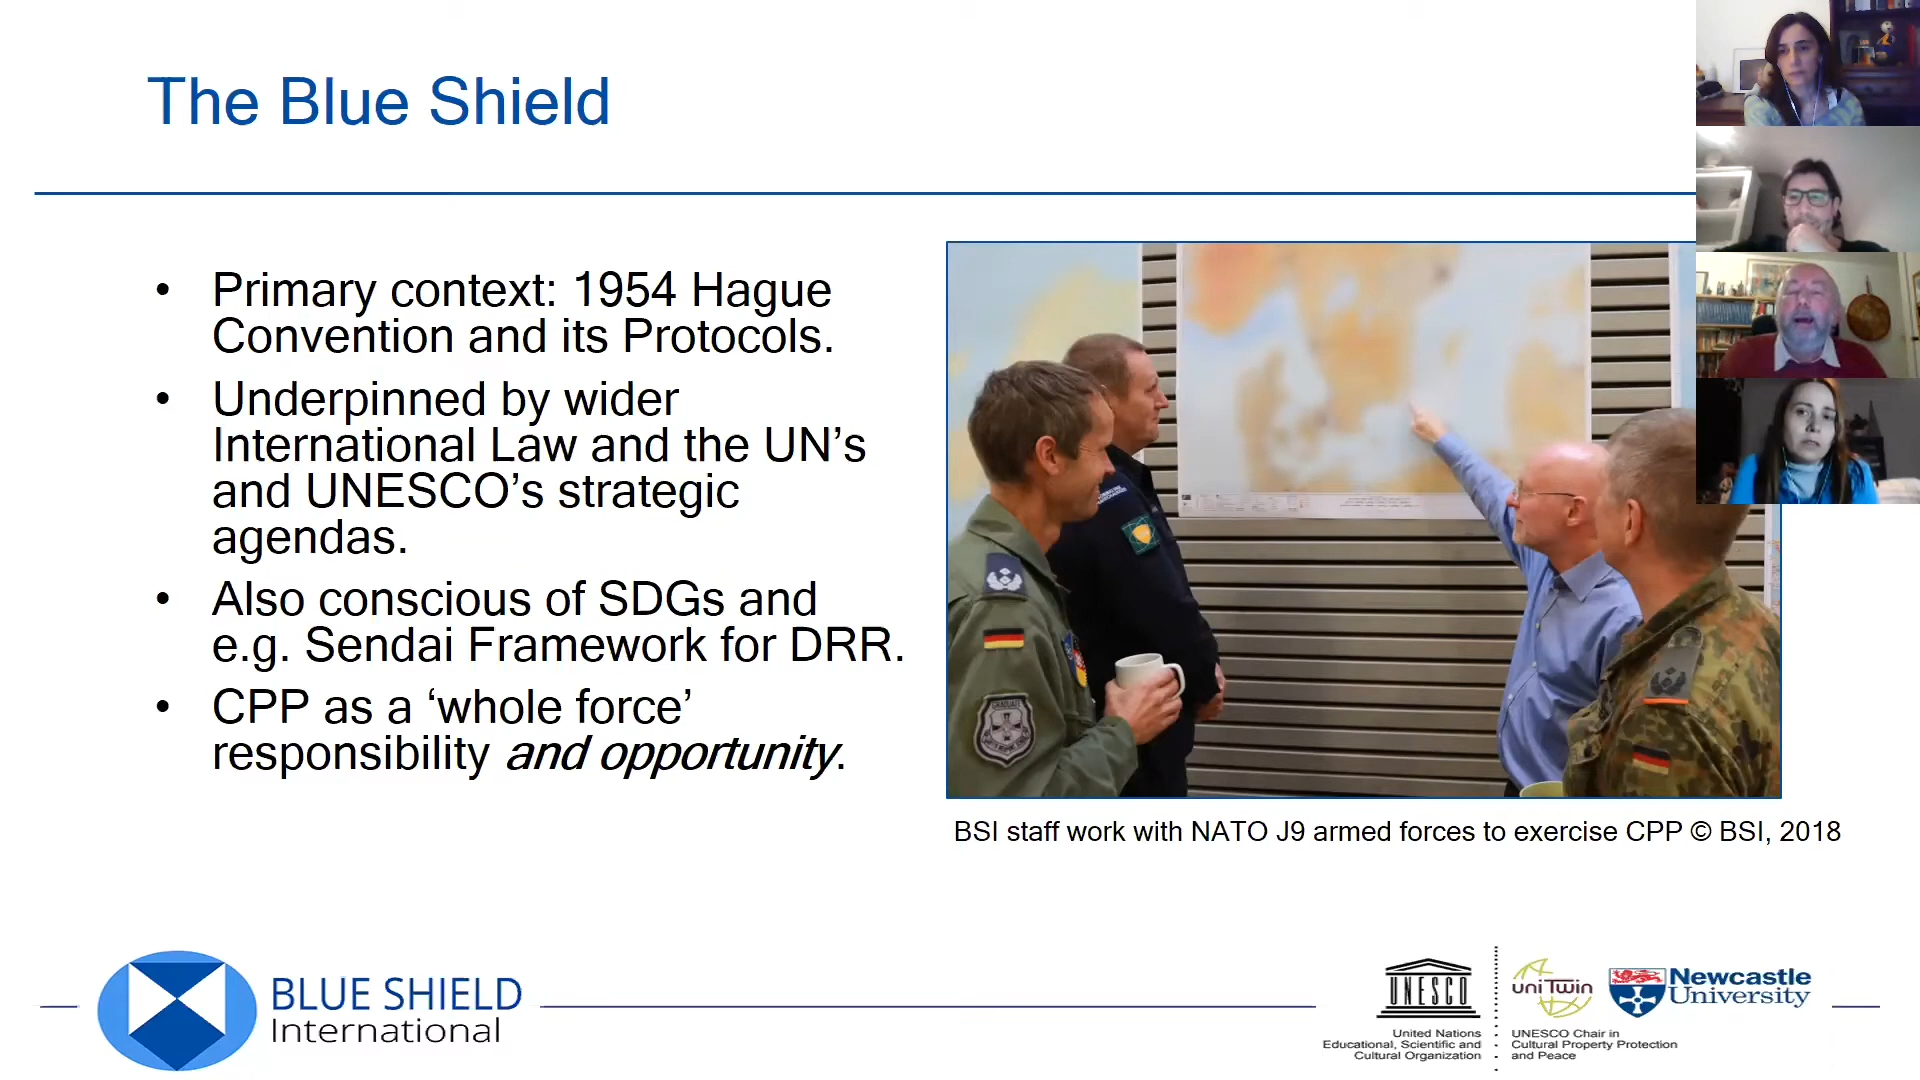 The Blue Shield
• Primary context: 1954 Hague
Convention and its Protocols.
• Underpinned by wider
International Law and the UN’s
and UNESCO’s strategic
agendas.
• Also conscious of SDGs and
e.g. Sendai Framework for DRR.
• CPP as a ‘whole force’
responsibility and opportunity.
BSI staff work with NATO J9 armed forces to exercise CPP © BSI, 2018
BLUE SHIELD
International
UNESCO
United Nations
Educational, Scientific and
Cultural Organization
uniTwin
Newcastle
University
UNESCO Chair in
Cultural Property Protection
and Peace